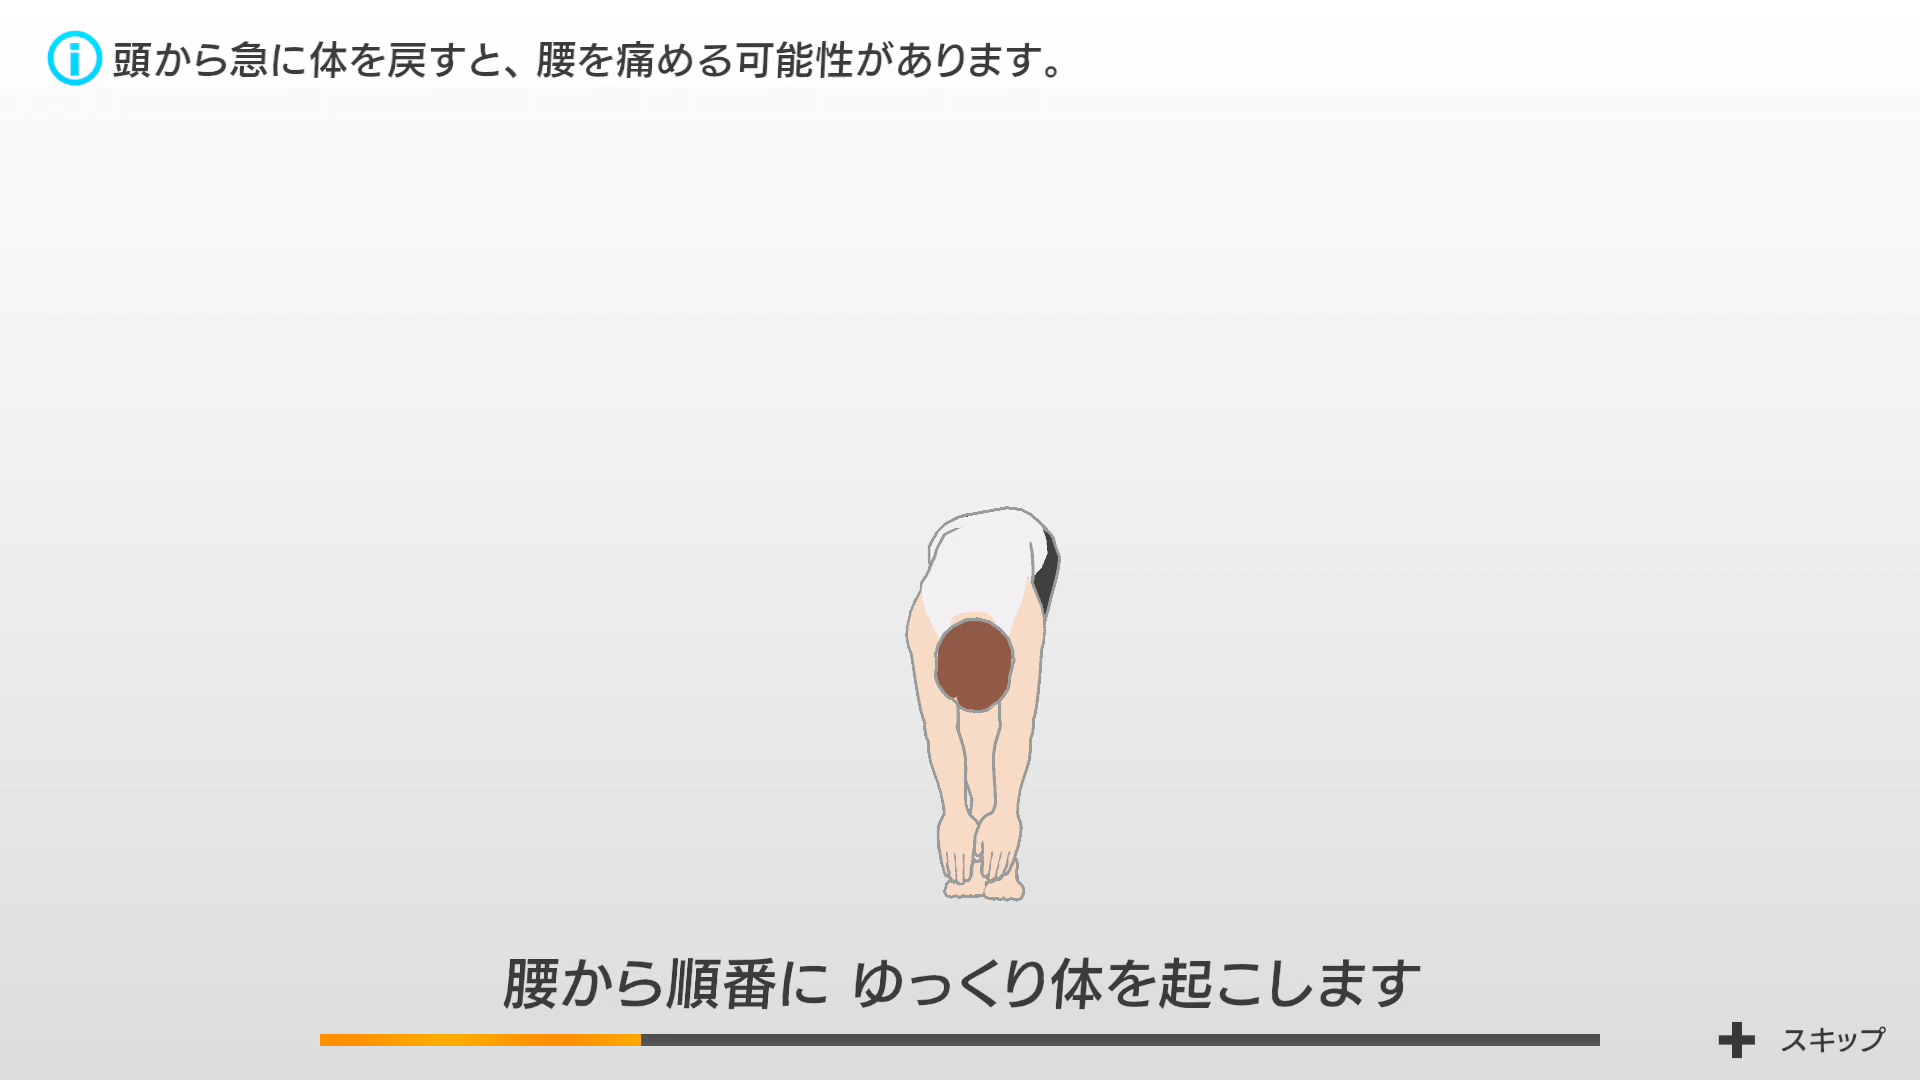 頭から急に体を戻すと、腰を痛める可能性があります。
腰から順番に ゆっくり体を起こします
スキップ